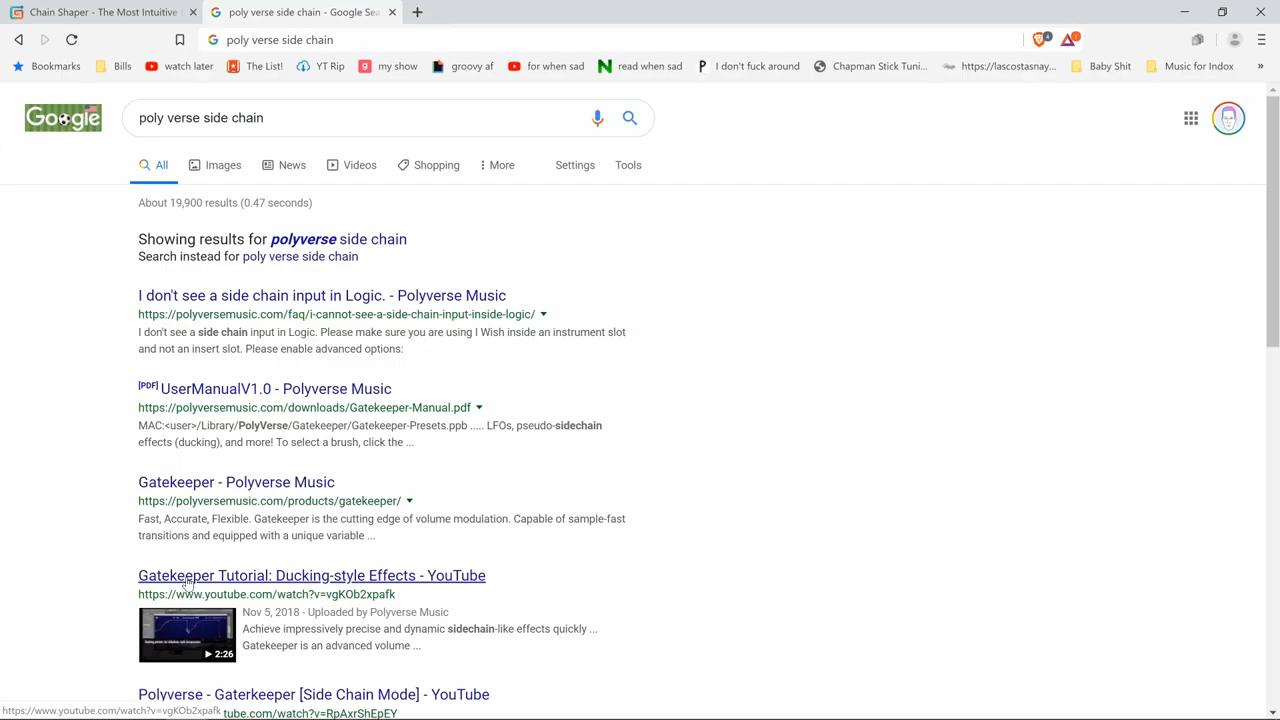 Chain Shaper - The Most Intuitive
poly verse side chain - Google Sea
poly verse side chain
4
1
Bookmarks
Bills
watch later
The List!
YT Rip
my show
groovy af
for when sad
read when sad
I don't fuck around
Chapman Stick Tuni...
https://lascostasnay...
Baby Shit
Music for Indox
»
Google
poly verse side chain
All
Images
News
Videos
Shopping
More
Settings
Tools
About 19,900 results (0.47 seconds)
Showing results for polyverse side chain
Search instead for poly verse side chain
I don't see a side chain input in Logic. - Polyverse Music
https://polyversemusic.com/faq/i-cannot-see-a-side-chain-input-inside-logic/
I don't see a side chain input in Logic. Please make sure you are using I Wish inside an instrument slot
and not an insert slot. Please enable advanced options:
[PDF] UserManualV1.0 - Polyverse Music
https://polyversemusic.com/downloads/Gatekeeper-Manual.pdf
MAC:<user>/Library/PolyVerse/Gatekeeper/Gatekeeper-Presets.ppb ..... LFOs, pseudo-sidechain
effects (ducking), and more! To select a brush, click the ...
Gatekeeper - Polyverse Music
https://polyversemusic.com/products/gatekeeper/
Fast, Accurate, Flexible. Gatekeeper is the cutting edge of volume modulation. Capable of sample-fast
transitions and equipped with a unique variable ...
Gatekeeper Tutorial: Ducking-style Effects - YouTube
https://www.youtube.com/watch?v=vgKOb2xpafk
Nov 5, 2018 - Uploaded by Polyverse Music
Achieve impressively precise and dynamic sidechain-like effects quickly ...
Gatekeeper is an advanced volume ...
2:26
Polyverse - Gaterkeeper [Side Chain Mode] - YouTube
https://www.youtube.com/watch?v=vgKOb2xpafk
tube.com/watch?v=RpAxrShEpEY